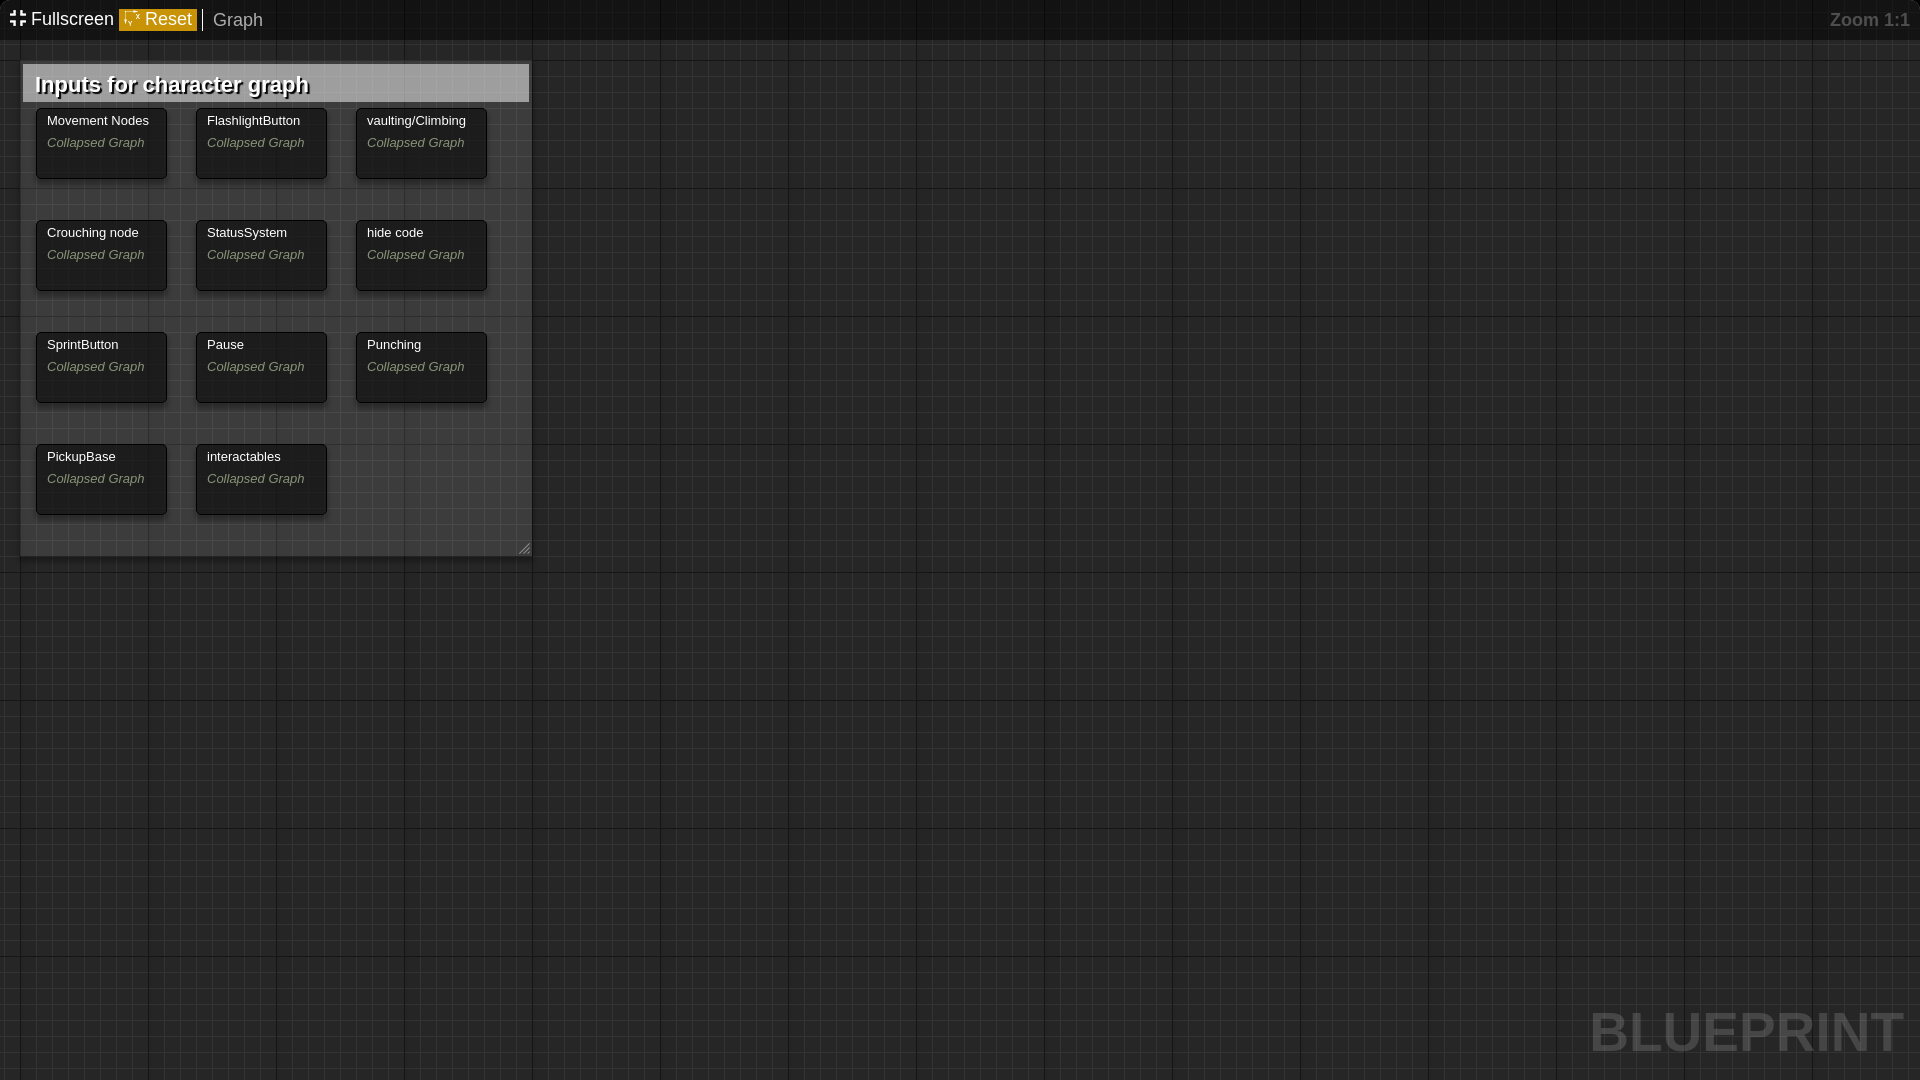 Fullscreen Reset Graph Zoom 1:1
Inputs for character graph
Movement Nodes
Collapsed Graph
FlashlightButton
Collapsed Graph
vaulting/Climbing
Collapsed Graph
Crouching node
Collapsed Graph
StatusSystem
Collapsed Graph
hide code
Collapsed Graph
SprintButton
Collapsed Graph
Pause
Collapsed Graph
Punching
Collapsed Graph
PickupBase
Collapsed Graph
interactables
Collapsed Graph
BLUEPRINT